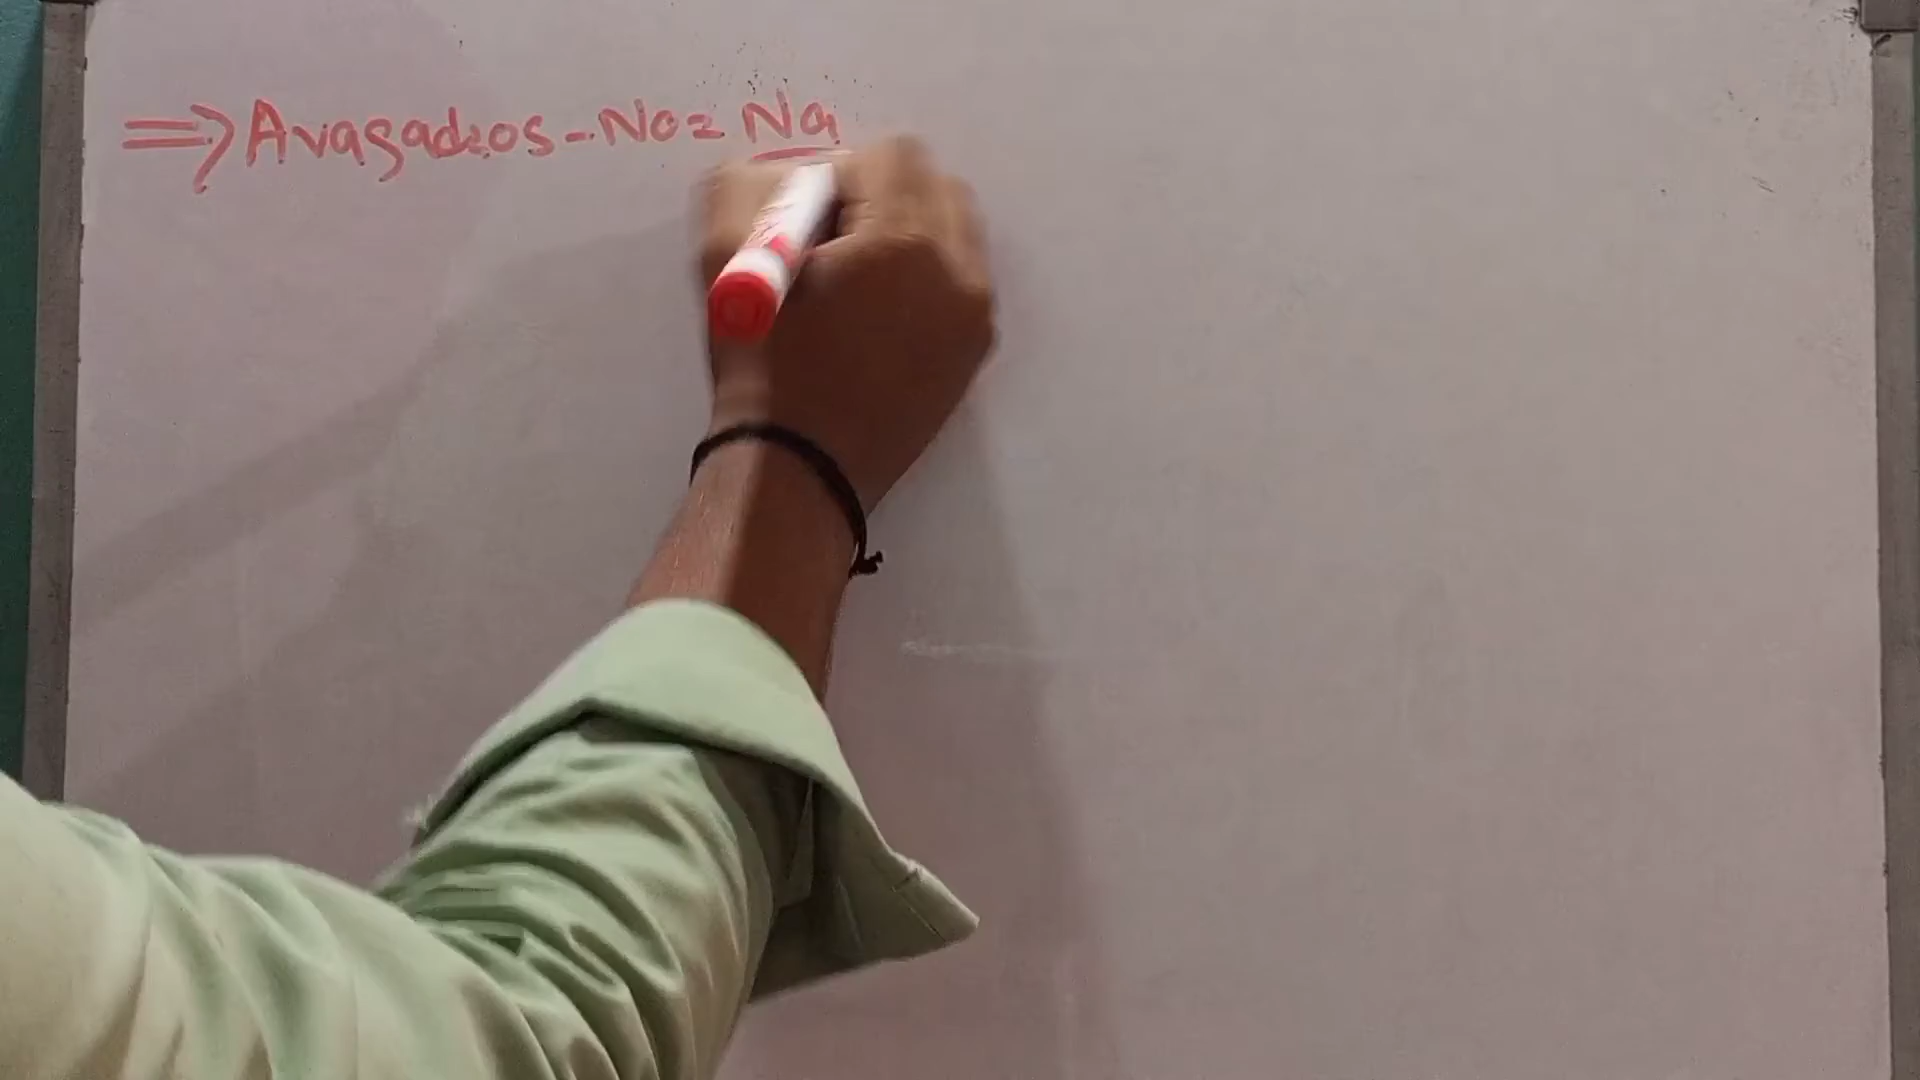 ⇒ Avagadros - No = Na